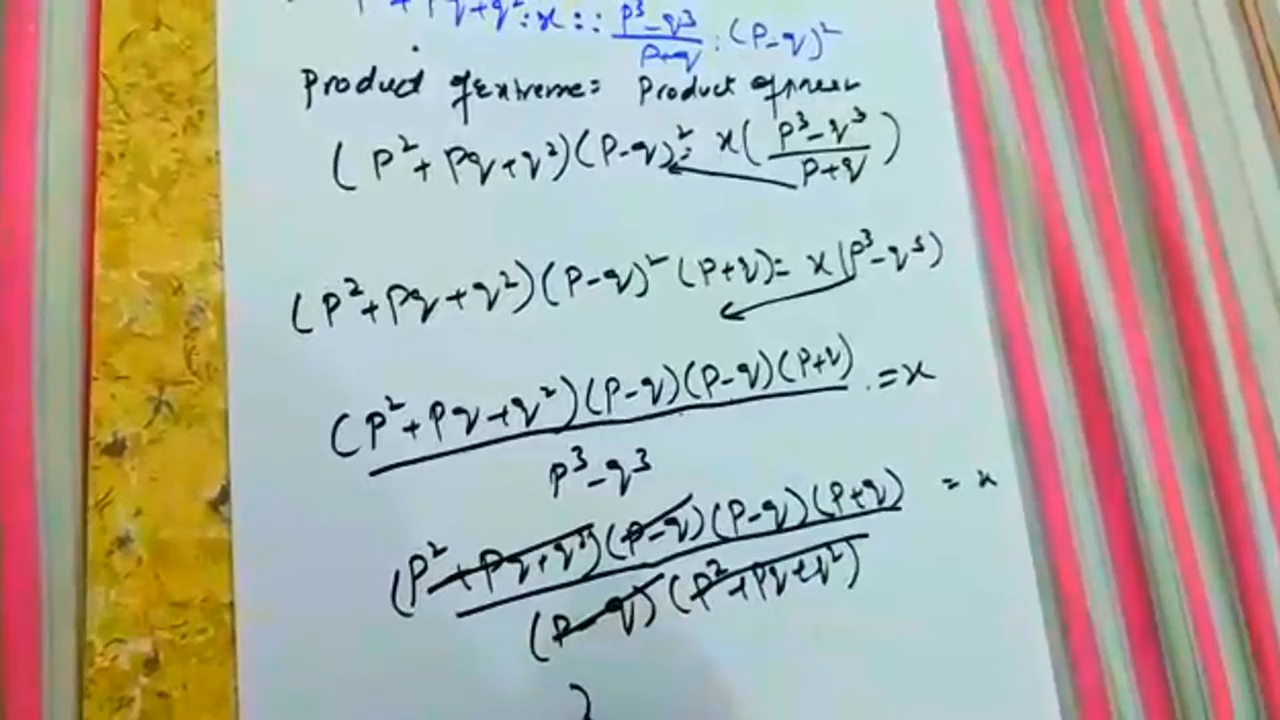 P²+Pq+q²:x::(P³-q³)/(P+q):(P-q)²
Product of extreme = Product of mean
(P²+Pq+q²)(P-q)² = x((P³-q³)/(P+q))
(P²+Pq+q²)(P-q)²(P+q) = x(P³-q³)
(P²+Pq+q²)(P-q)(P-q)(P+q) = x
P³-q³
(P²+Pq+q²)(P-q)(P-q)(P+q) = x
(P-q)(P²+Pq+q²)